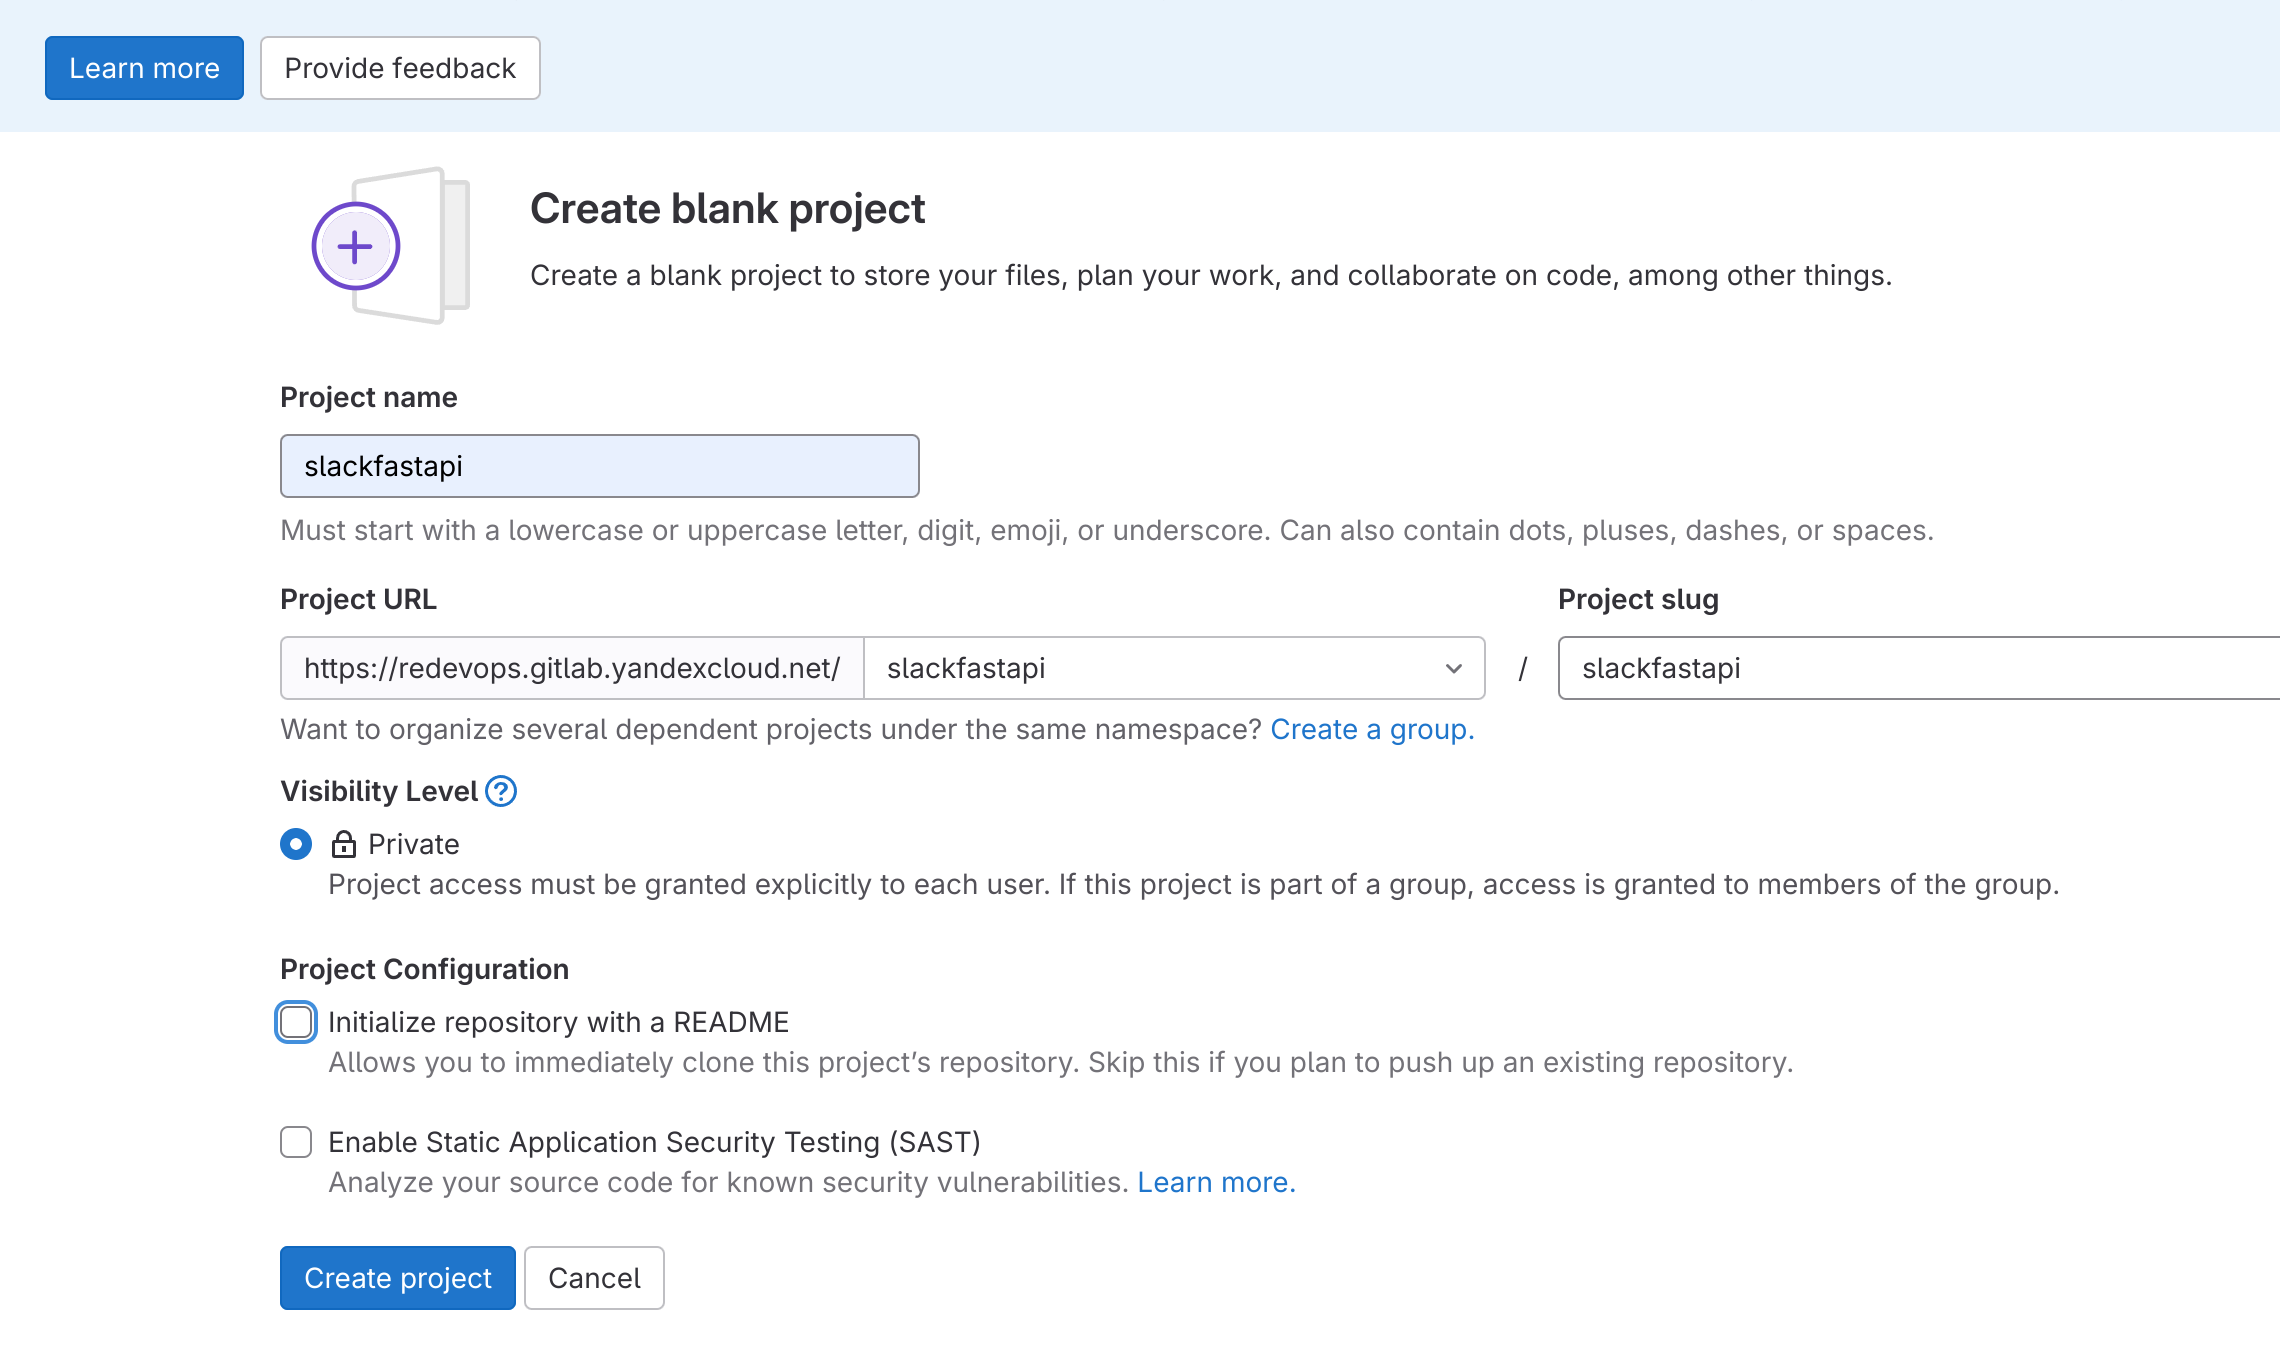 Learn more
Provide feedback
Create blank project
Create a blank project to store your files, plan your work, and collaborate on code, among other things.
Project name
slackfastapi
Must start with a lowercase or uppercase letter, digit, emoji, or underscore. Can also contain dots, pluses, dashes, or spaces.
Project URL
Project slug
https://redevops.gitlab.yandexcloud.net/ slackfastapi / slackfastapi
Want to organize several dependent projects under the same namespace? Create a group.
Visibility Level ?
Private
Project access must be granted explicitly to each user. If this project is part of a group, access is granted to members of the group.
Project Configuration
Initialize repository with a README
Allows you to immediately clone this project’s repository. Skip this if you plan to push up an existing repository.
Enable Static Application Security Testing (SAST)
Analyze your source code for known security vulnerabilities. Learn more.
Create project
Cancel